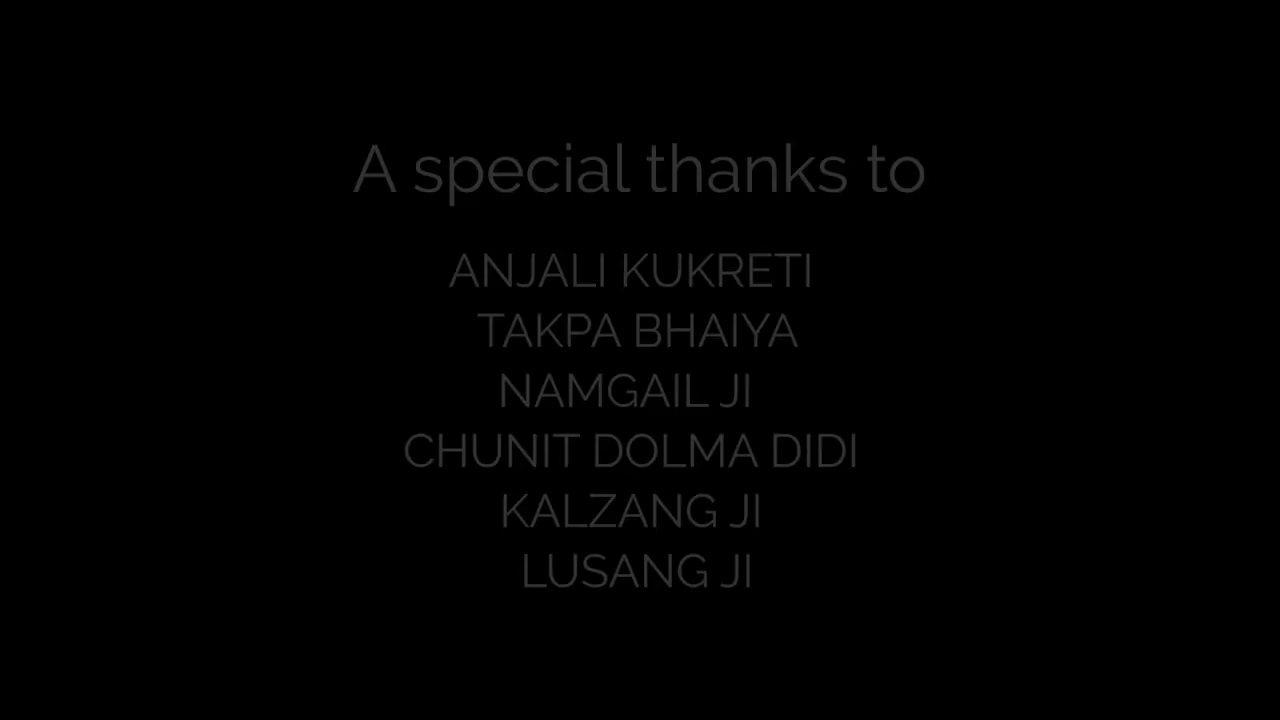 A special thanks to
ANJALI KUKRETI
TAKPA BHAIYA
NAMGAIL JI
CHUNIT DOLMA DIDI
KALZANG JI
LUSANG JI